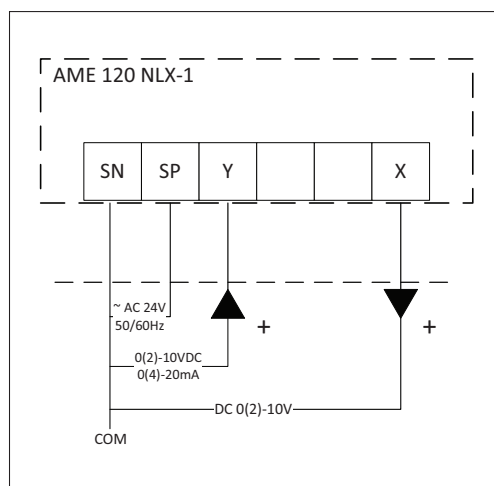 AME 120 NLX-1
SN SP Y X
~ AC 24V
50/60Hz
+ +
0(2)-10VDC
0(4)-20mA
DC 0(2)-10V
COM